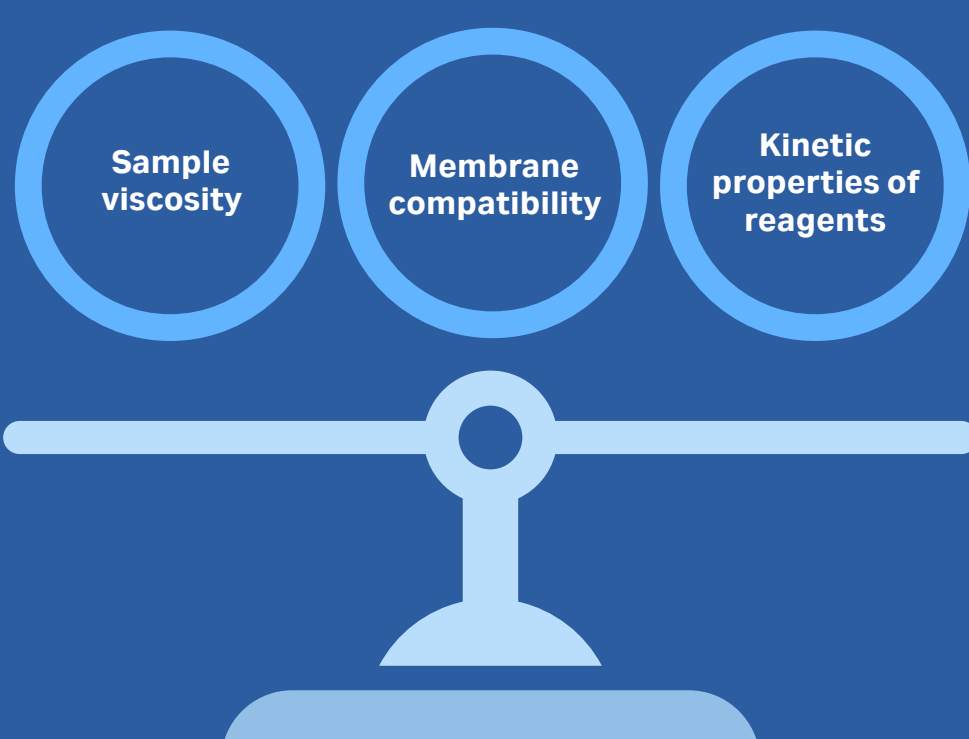 Sample
viscosity
Membrane
compatibility
Kinetic
properties of
reagents